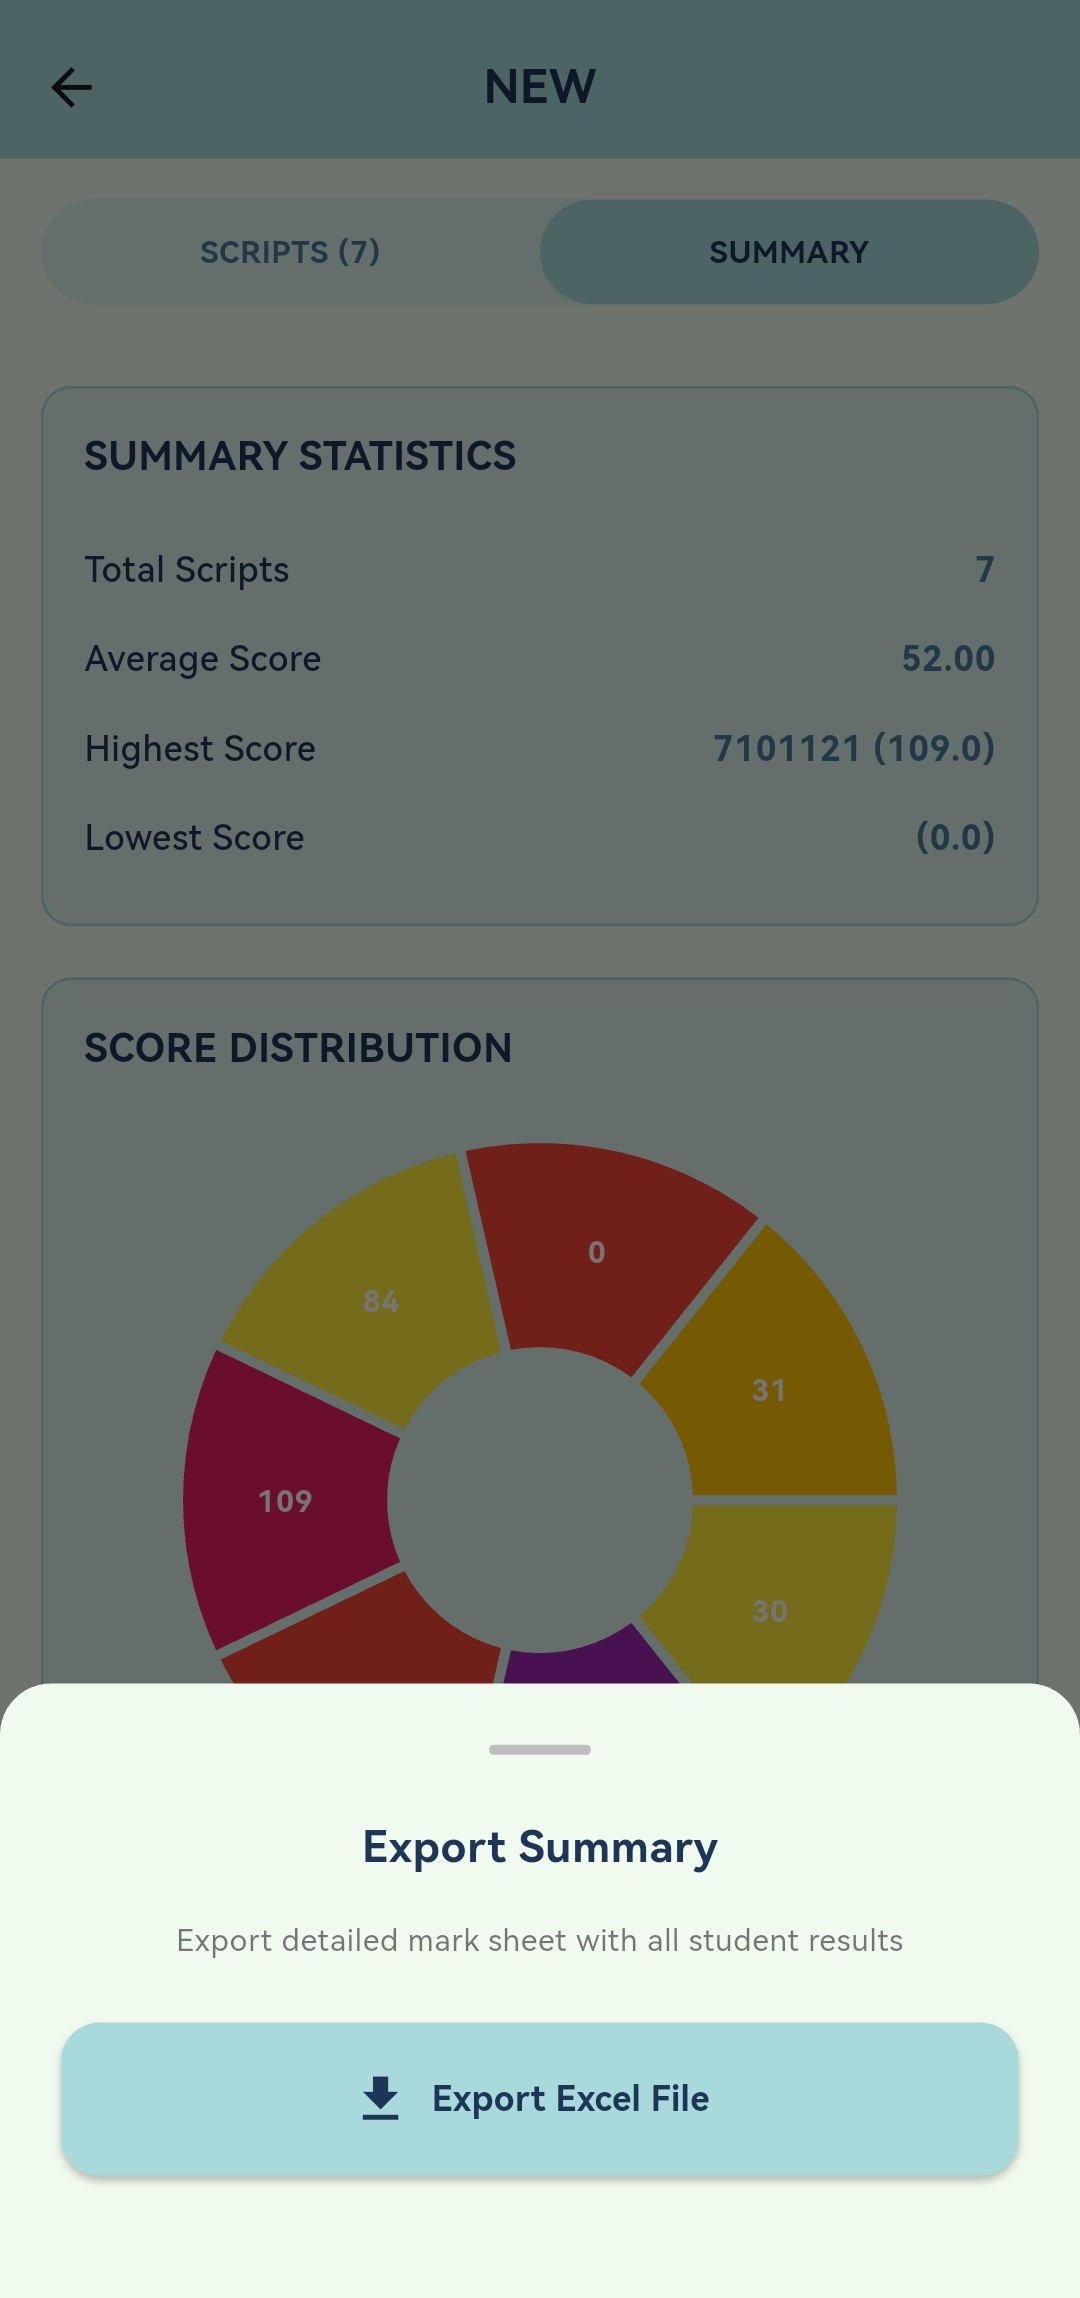 NEW
SCRIPTS (7)
SUMMARY
SUMMARY STATISTICS
Total Scripts 7
Average Score 52.00
Highest Score 7101121 (109.0)
Lowest Score (0.0)
SCORE DISTRIBUTION
0
84
31
109
30
Export Summary
Export detailed mark sheet with all student results
Export Excel File